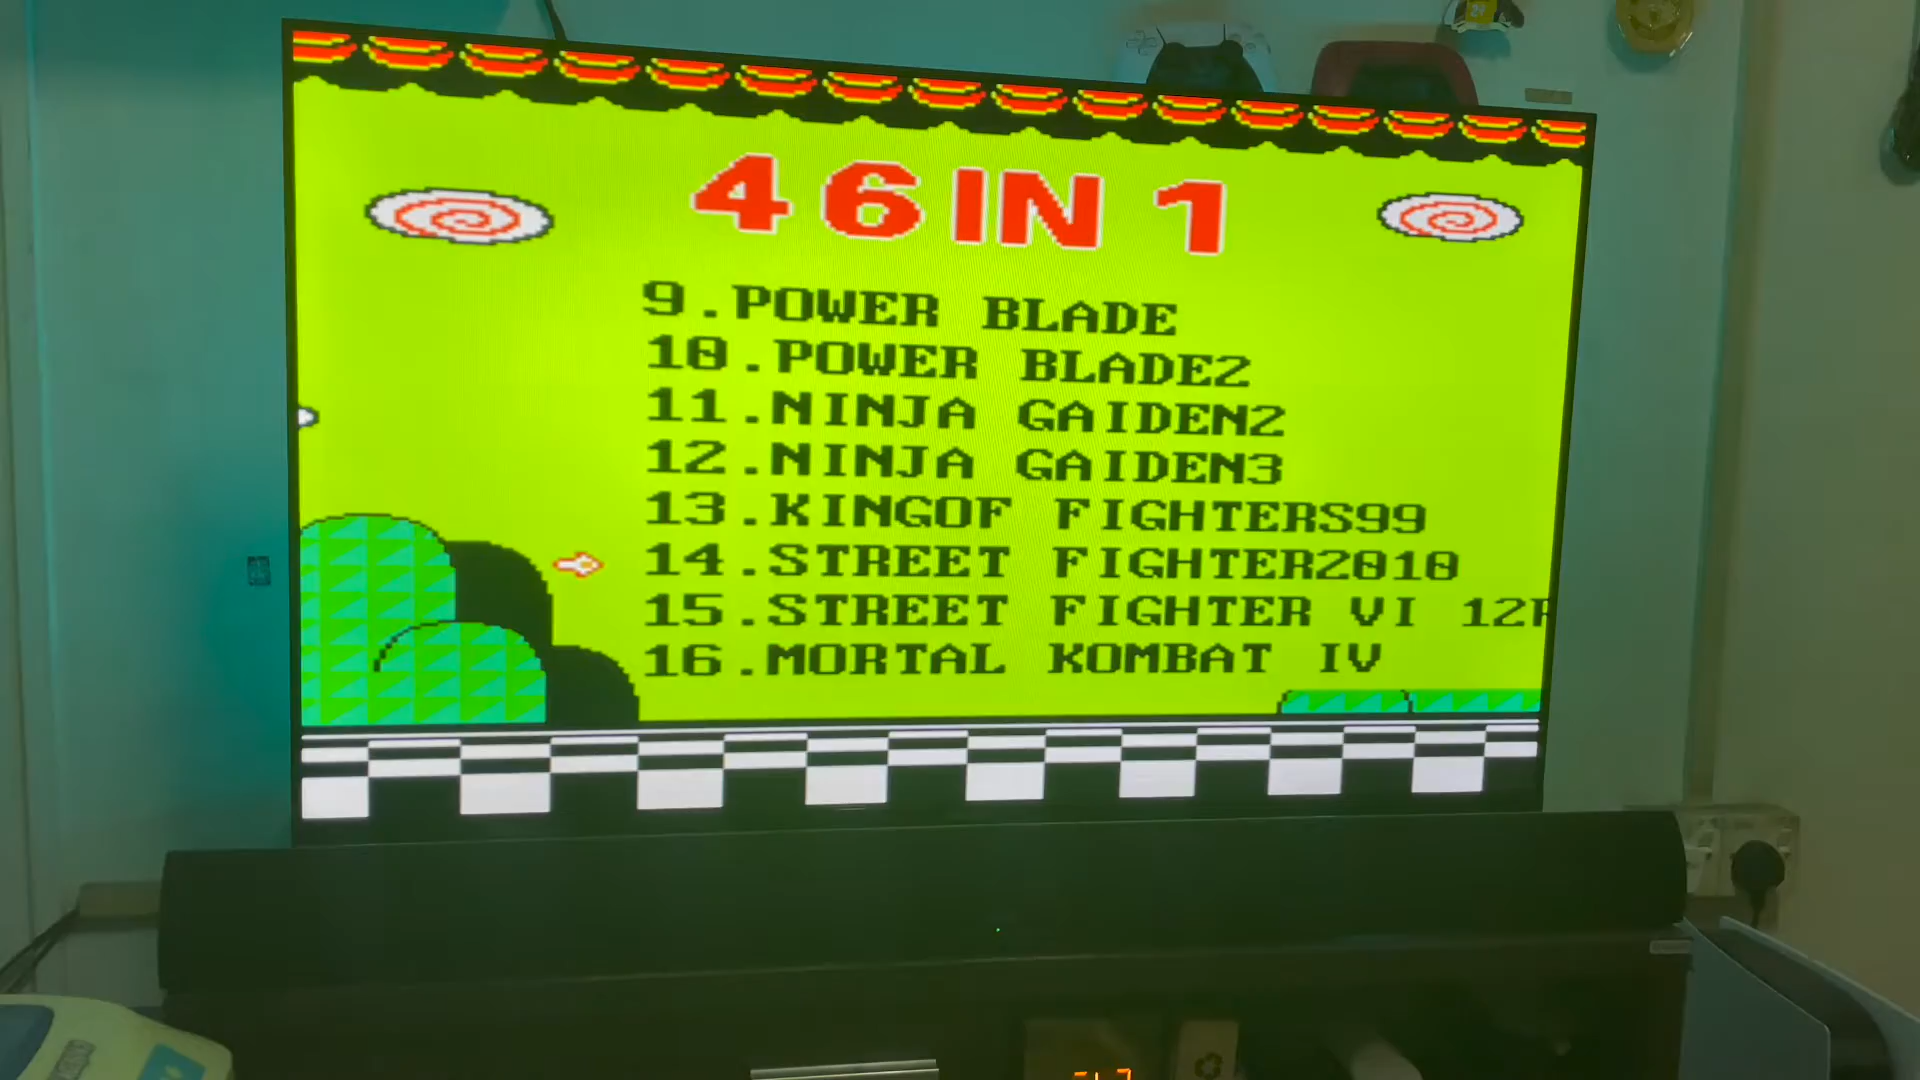 46 IN 1
9.POWER BLADE
10.POWER BLADE2
11.NINJA GAIDEN2
12.NINJA GAIDEN3
13.KINGOF FIGHTERS99
14.STREET FIGHTER2010
15.STREET FIGHTER VI 12
16.MORTAL KOMBAT IV